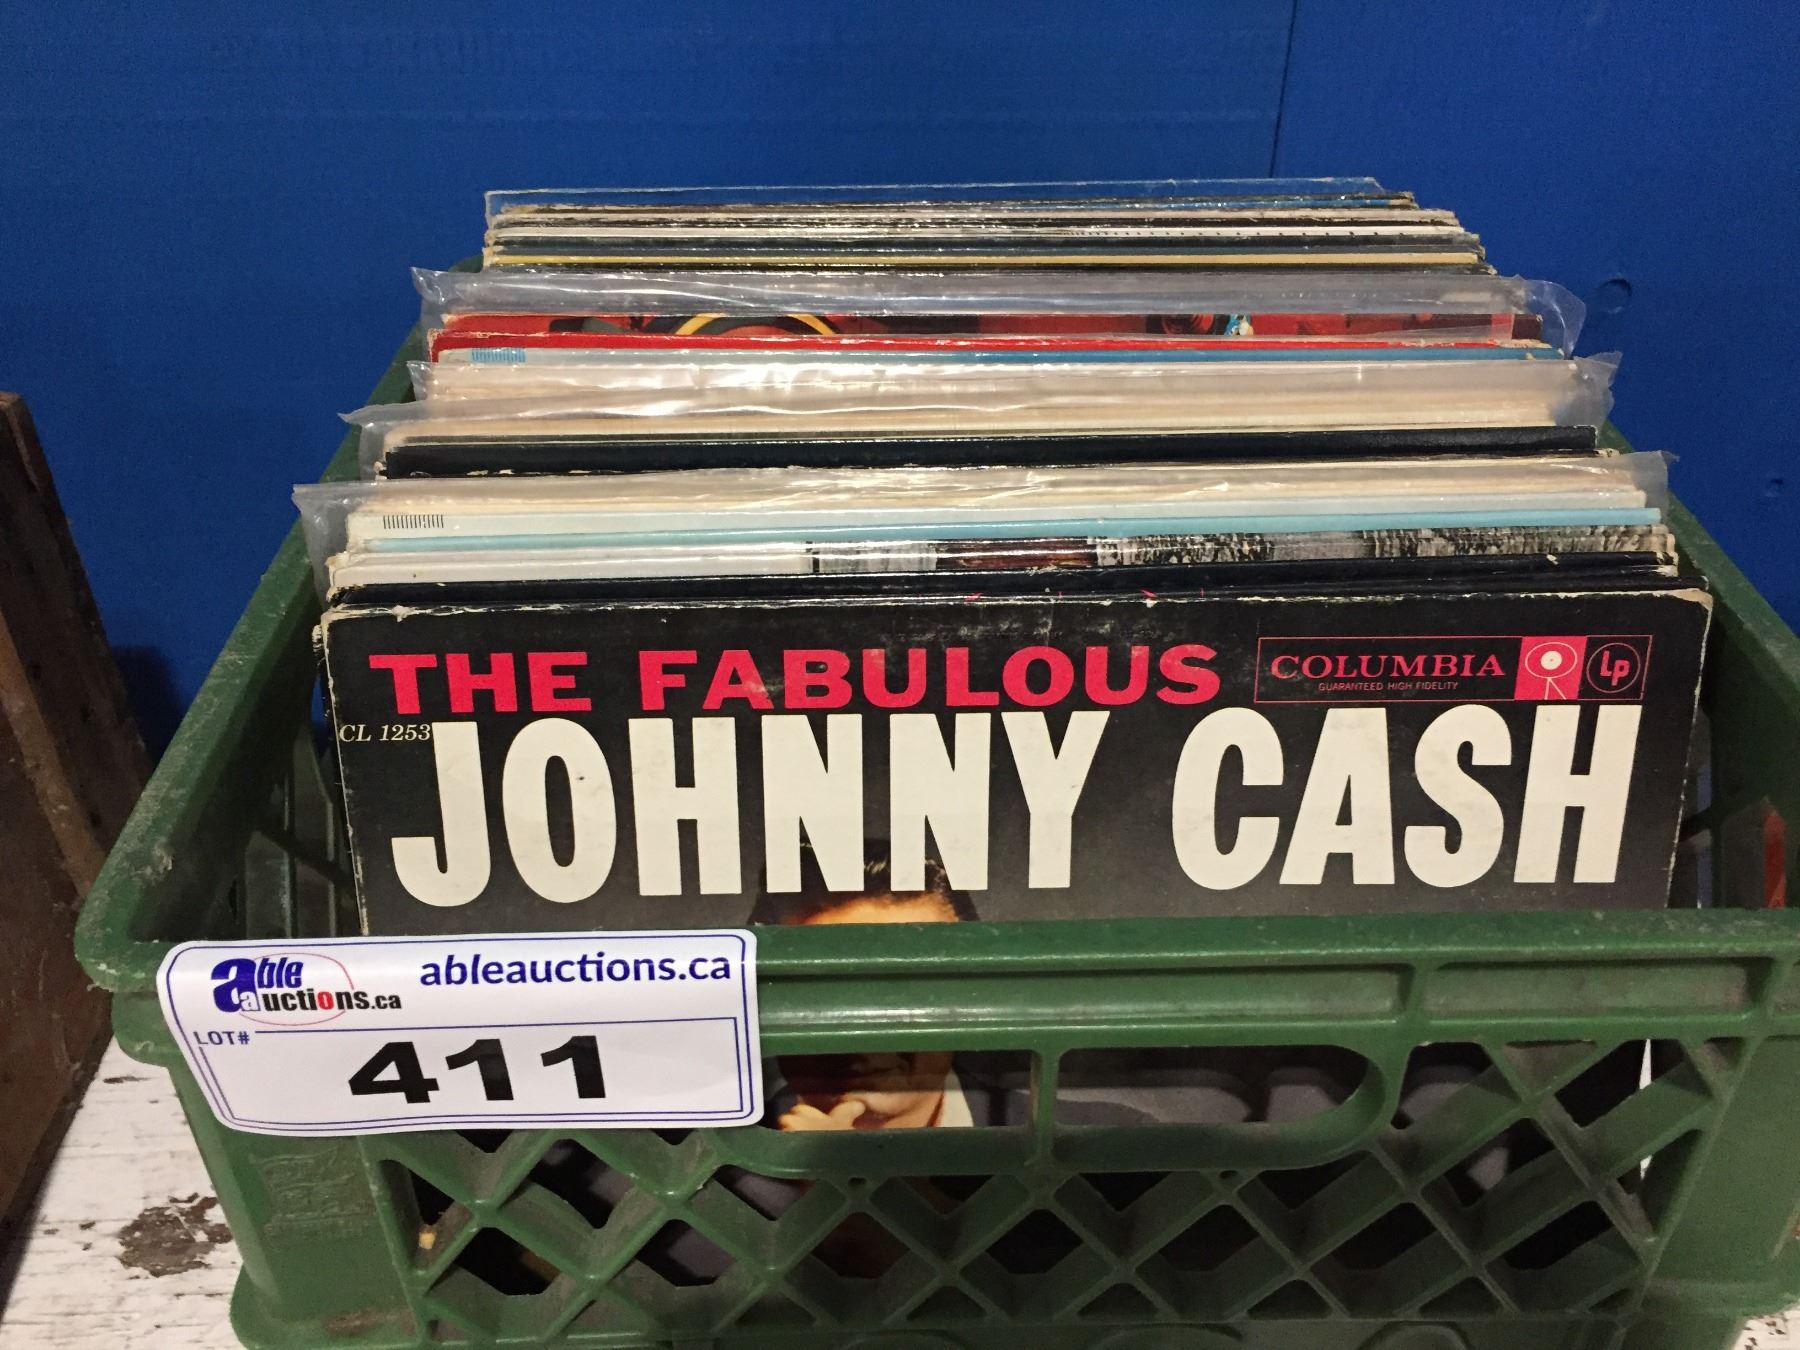 THE FABULOUS
COLUMBIA
GUARANTEED HIGH FIDELITY
Lp
CL 1253
JOHNNY CASH
able auctions.ca
ableauctions.ca
LOT#
411